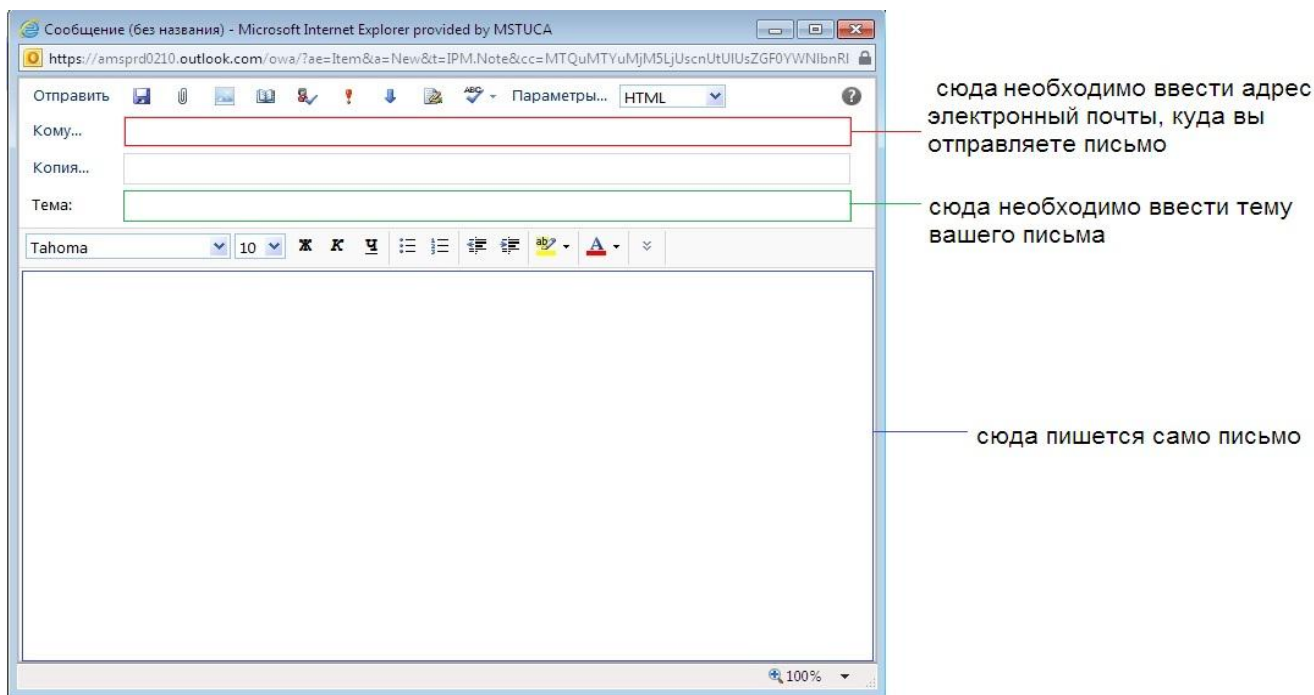 Сообщение (без названия) - Microsoft Internet Explorer provided by MSTUCA
https://amsprd0210.outlook.com/owa/?ae=Item&a=New&t=IPM.Note&cc=
Отправить Параметры... HTML
Кому...
сюда необходимо ввести адрес
электронный почты, куда вы
отправляете письмо
Копия...
Тема:
сюда необходимо ввести тему
вашего письма
Tahoma 10 Ж К Ч
сюда пишется само письмо
100%